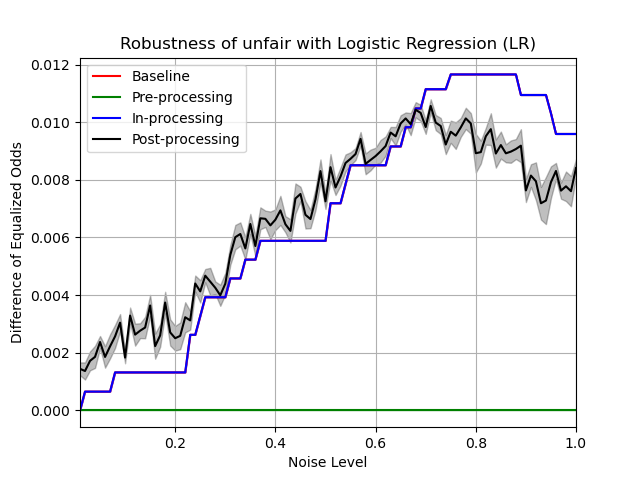 Robustness of unfair with Logistic Regression (LR)
Difference of Equalized Odds
0.012
0.010
0.008
0.006
0.004
0.002
0.000
Baseline
Pre-processing
In-processing
Post-processing
0.2 0.4 0.6 0.8 1.0
Noise Level